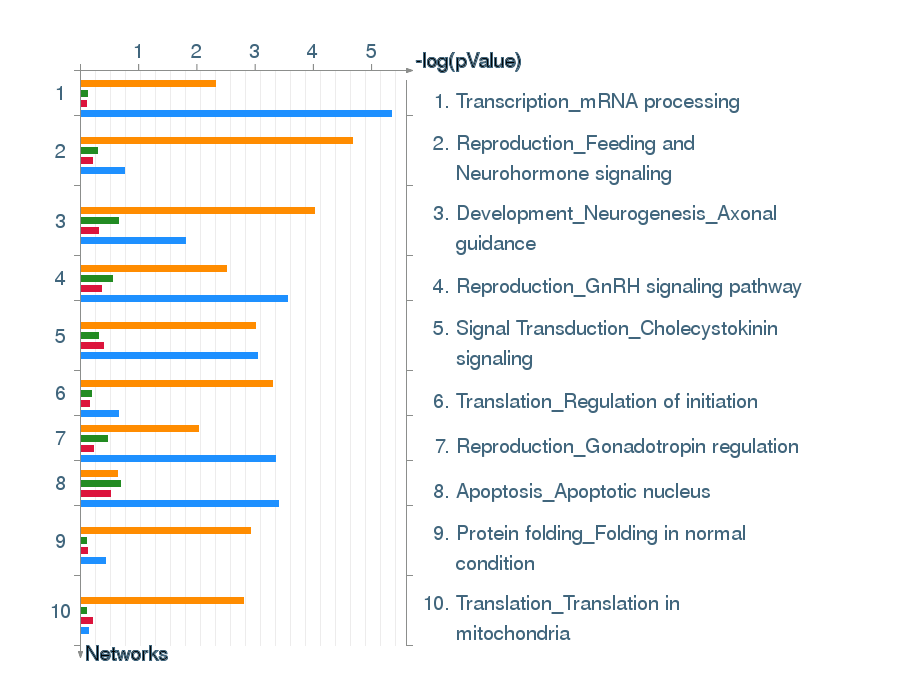 1 2 3 4 5
-log(pValue)
1
2
3
4
5
6
7
8
9
10
Networks
1. Transcription_mRNA processing
2. Reproduction_Feeding and
Neurohormone signaling
3. Development_Neurogenesis_Axonal
guidance
4. Reproduction_GnRH signaling pathway
5. Signal Transduction_Cholecystokinin
signaling
6. Translation_Regulation of initiation
7. Reproduction_Gonadotropin regulation
8. Apoptosis_Apoptotic nucleus
9. Protein folding_Folding in normal
condition
10. Translation_Translation in
mitochondria